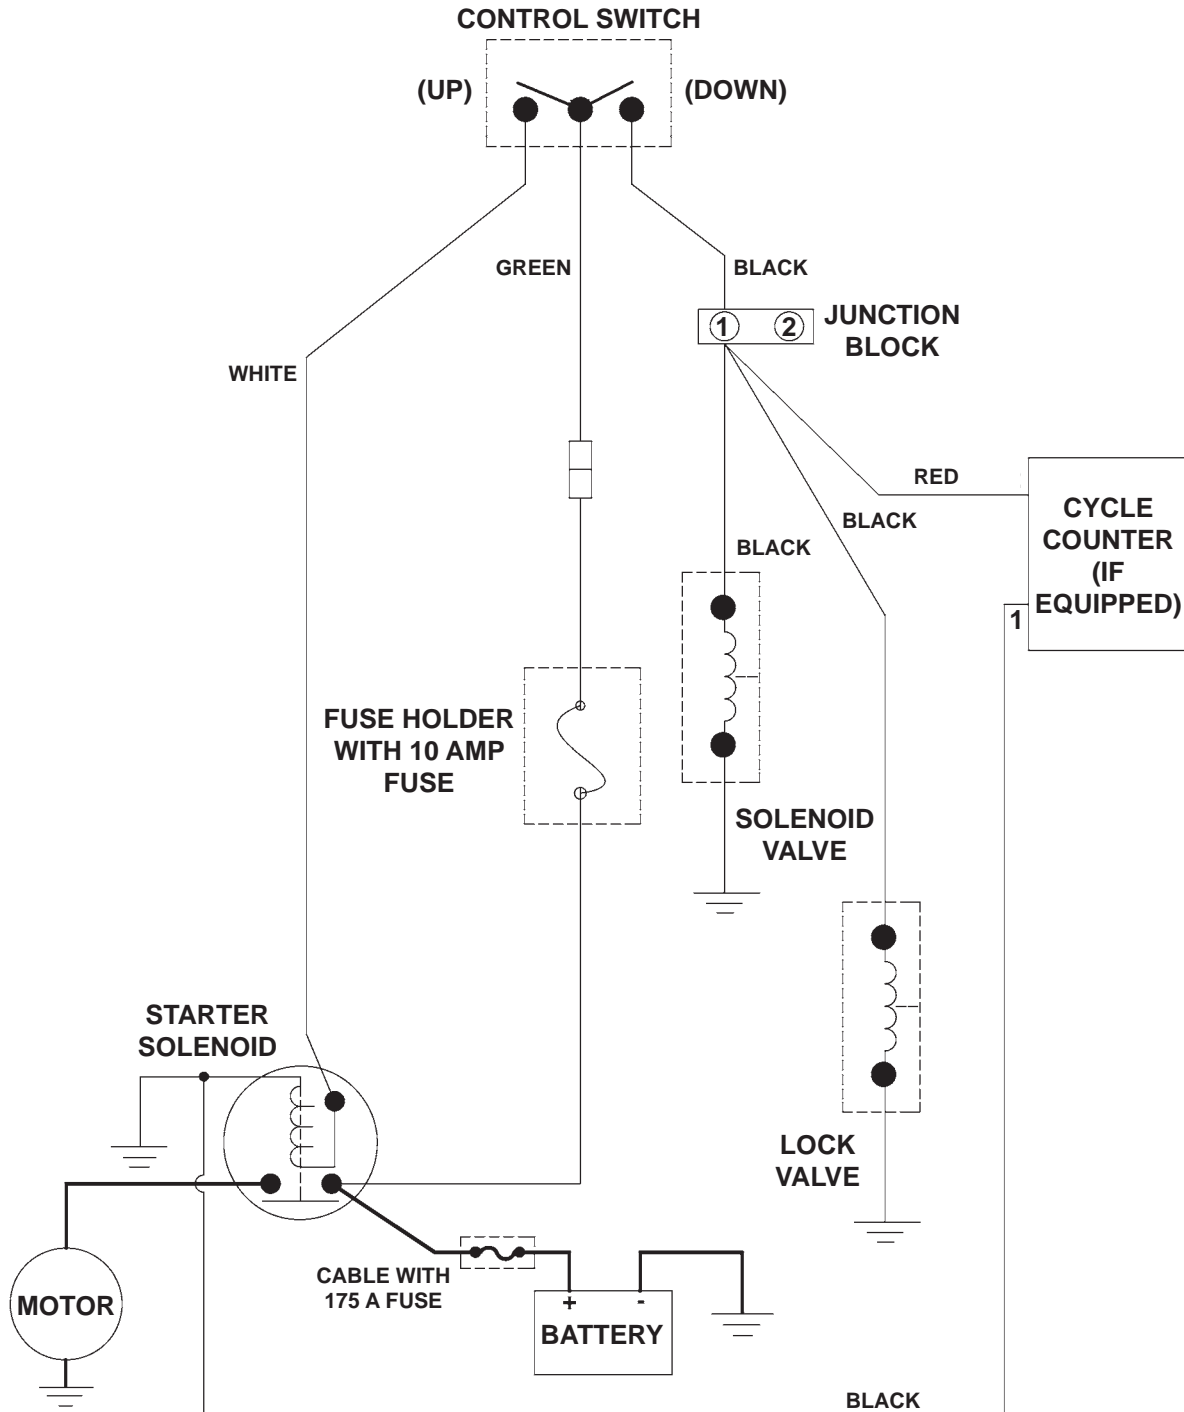 CONTROL SWITCH
(UP)
(DOWN)
GREEN
BLACK
1
2
JUNCTION
BLOCK
WHITE
RED
BLACK
CYCLE
COUNTER
(IF
EQUIPPED)
1
BLACK
FUSE HOLDER
WITH 10 AMP
FUSE
SOLENOID
VALVE
STARTER
SOLENOID
LOCK
VALVE
CABLE WITH
175 A FUSE
MOTOR
+
-
BATTERY
BLACK